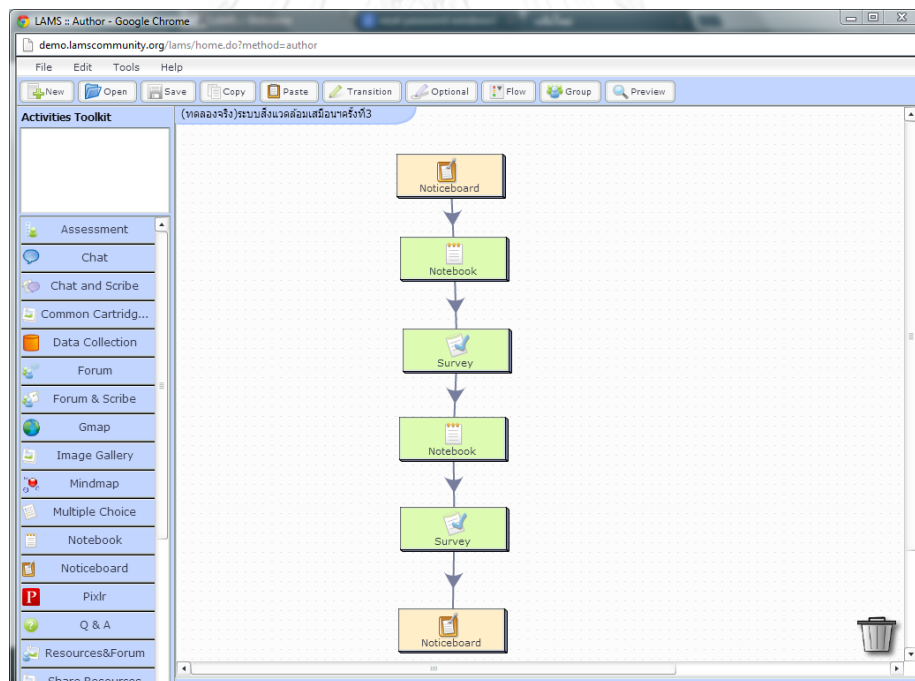 LAMS :: Author - Google Chrome
demo.lamscommunity.org/lams/home.do?method=author
File Edit Tools Help
New Open Save Copy Paste Transition Optional Flow Group Preview
Activities Toolkit
(ทดลองจริง)ระบบสิ่งแวดล้อมเสมือนฯครั้งที่3
Assessment
Chat
Chat and Scribe
Common Cartridg...
Data Collection
Forum
Forum & Scribe
Gmap
Image Gallery
Mindmap
Multiple Choice
Notebook
Noticeboard
Pixlr
Q & A
Resources&Forum
Share Resources
Noticeboard
Notebook
Survey
Notebook
Survey
Noticeboard